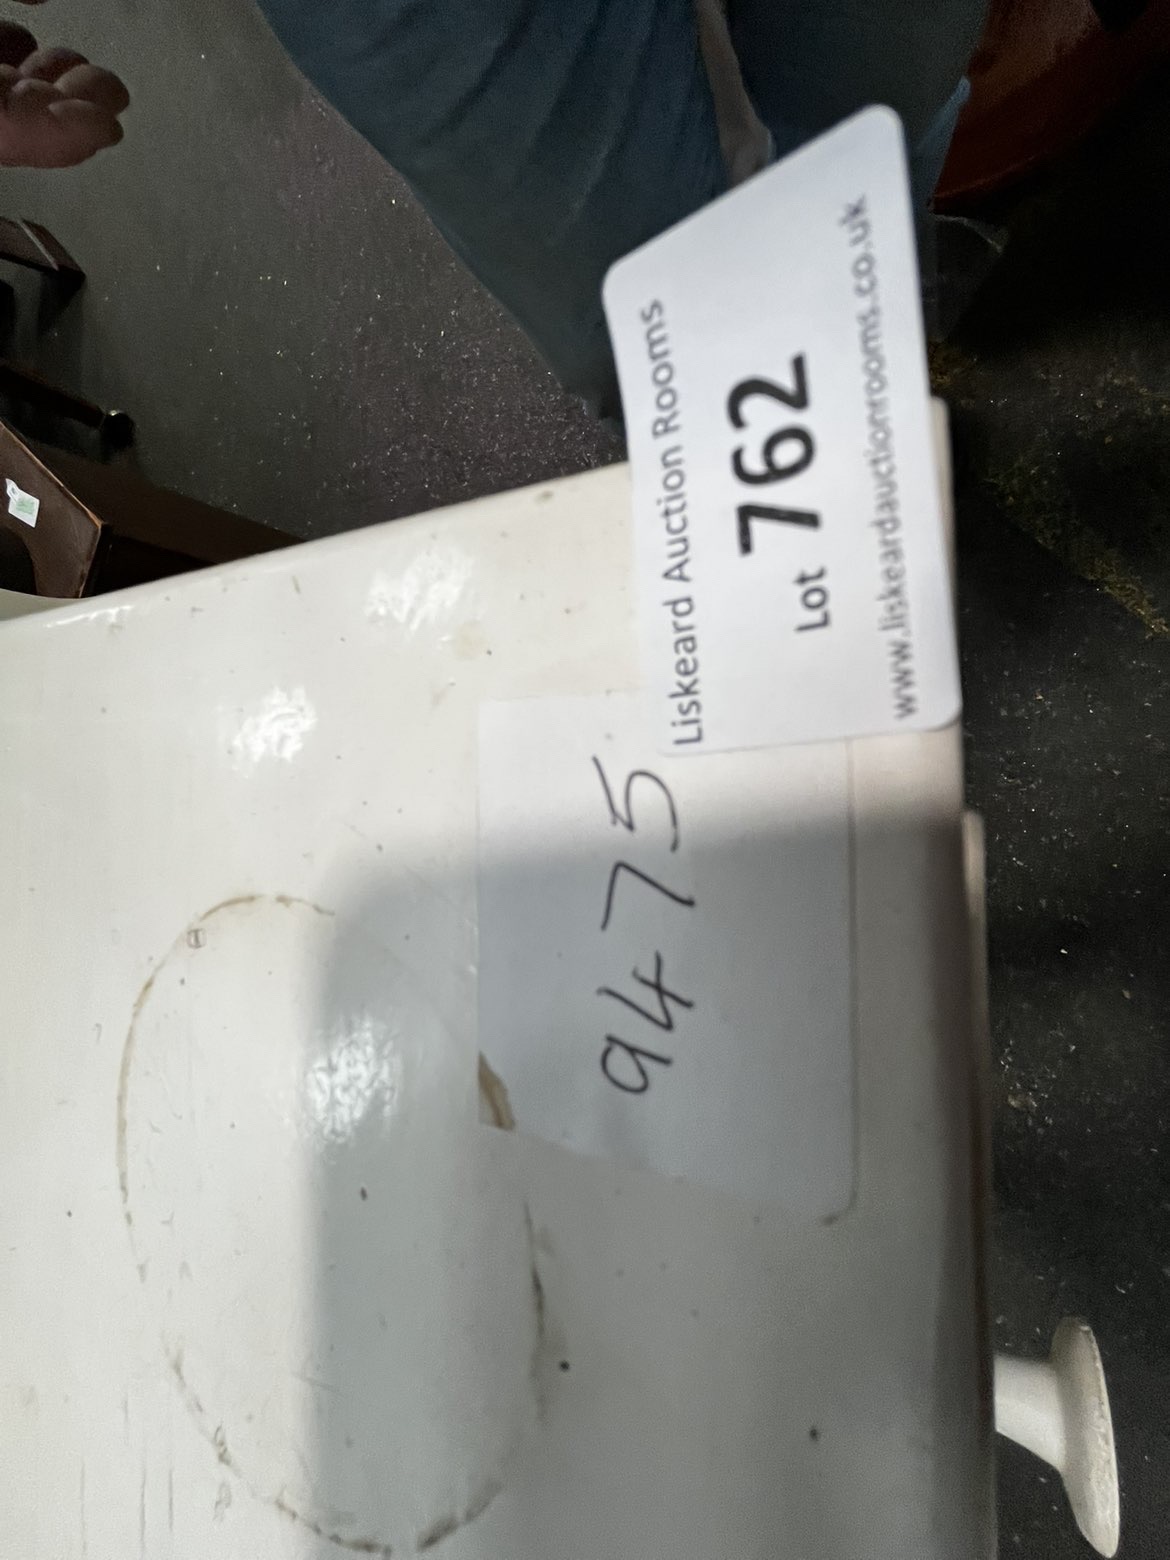 Liskeard Auction Rooms
Lot 762
www.liskeardauctionrooms.co.uk
9475